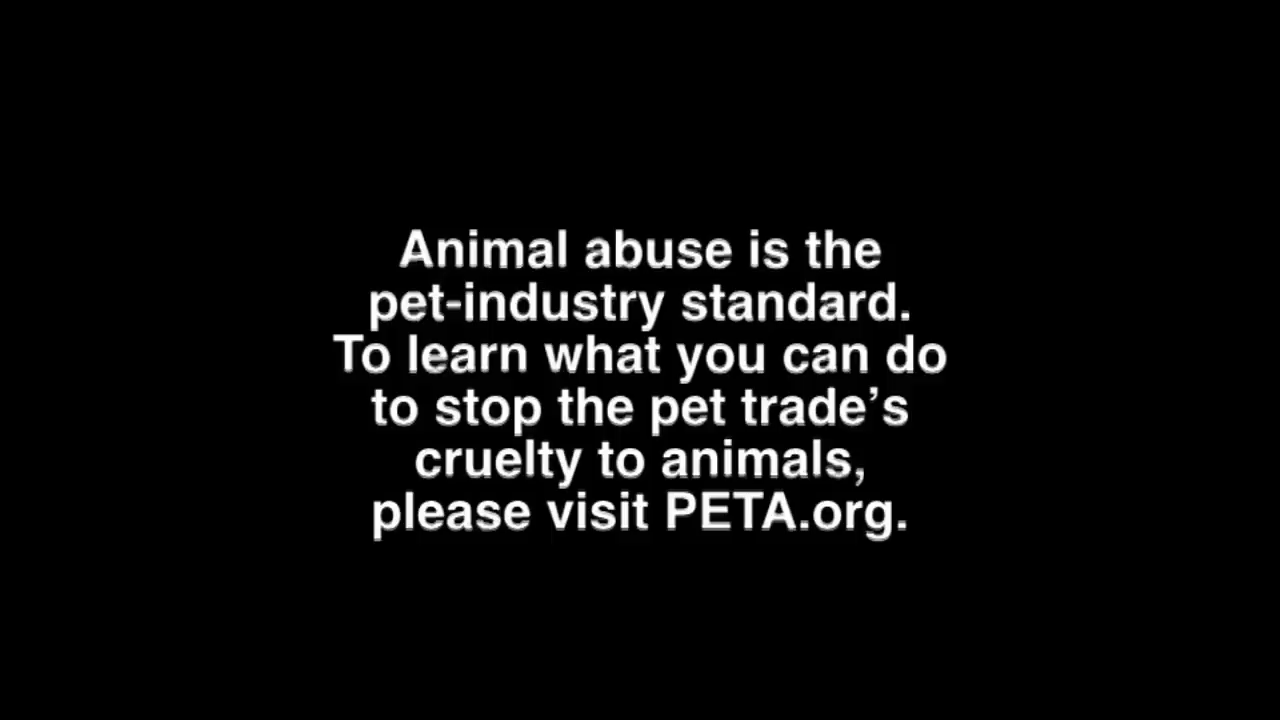 Animal abuse is the
pet-industry standard.
To learn what you can do
to stop the pet trade’s
cruelty to animals,
please visit PETA.org.